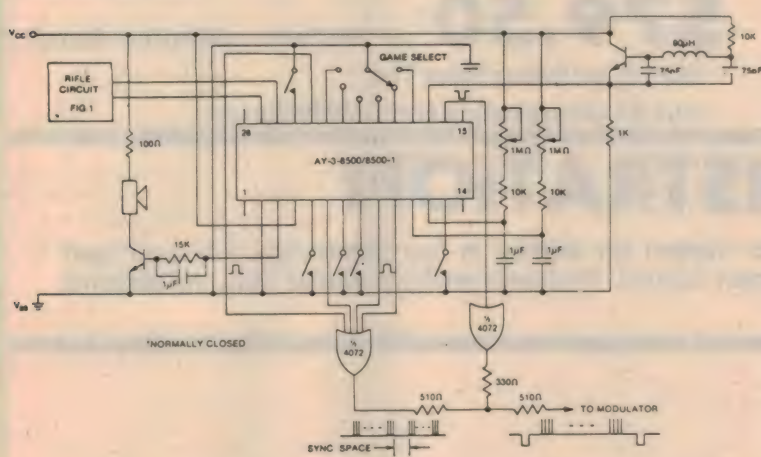 Vcc
GAME SELECT
10K
90μH
75pF
75pF
RIFLE
CIRCUIT
FIG.1
28
15
AY-3-8500/8500-1
1
14
100Ω
1MΩ
1MΩ
1K
10K
10K
15K
1μF
1μF
1μF
Vss
*NORMALLY CLOSED
½
4072
½
4072
330Ω
510Ω
510Ω
TO MODULATOR
SYNC SPACE